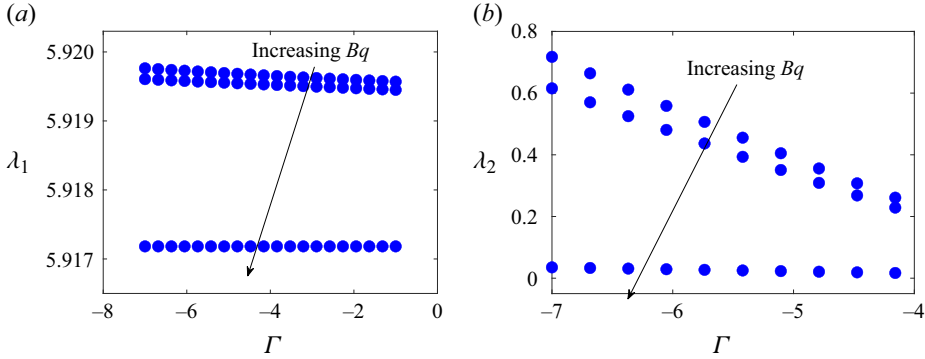 (a)
5.920
5.919
5.918
5.917
λ1
Increasing Bq
−8 −6 −4 −2 0
Γ
(b)
0.8
0.6
0.4
0.2
0
λ2
Increasing Bq
−7 −6 −5 −4
Γ